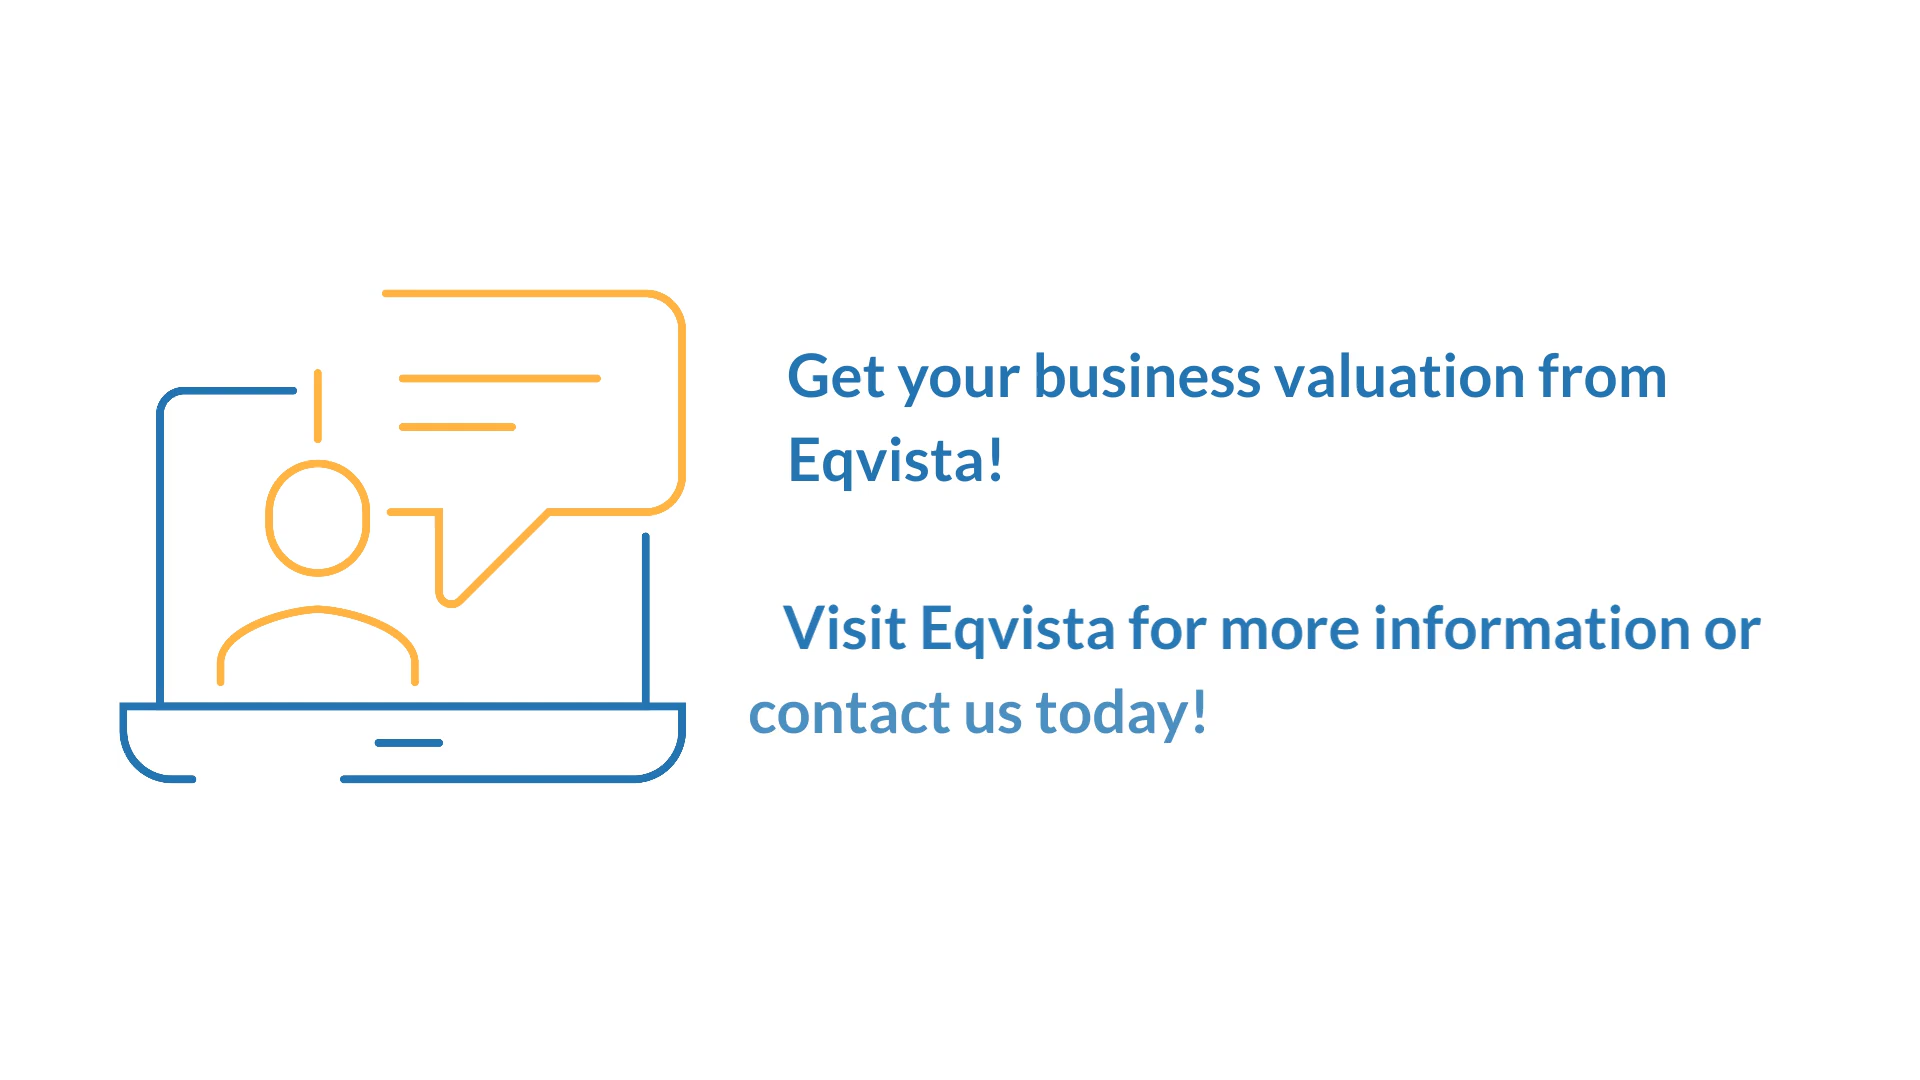 Get your business valuation from
Eqvista!
Visit Eqvista for more information or
contact us today!